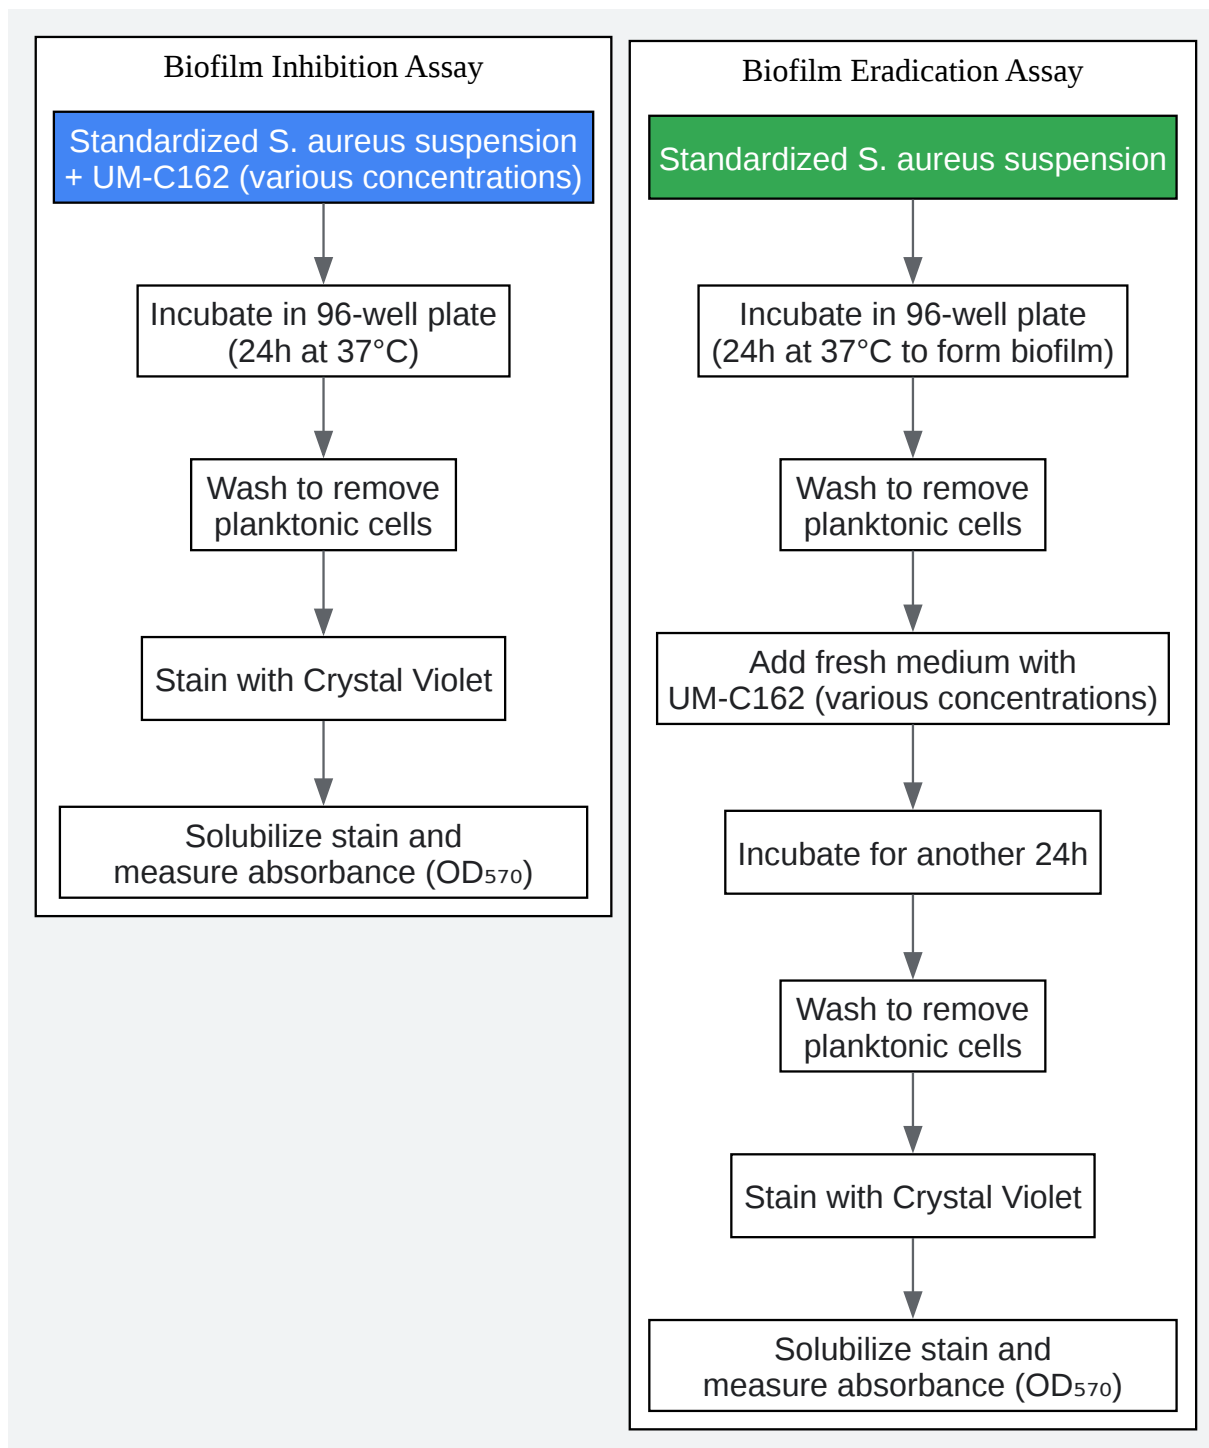 Biofilm Inhibition Assay
Standardized S. aureus suspension
+ UM-C162 (various concentrations)
Incubate in 96-well plate
(24h at 37°C)
Wash to remove
planktonic cells
Stain with Crystal Violet
Solubilize stain and
measure absorbance (OD₅₇₀)
Biofilm Eradication Assay
Standardized S. aureus suspension
Incubate in 96-well plate
(24h at 37°C to form biofilm)
Wash to remove
planktonic cells
Add fresh medium with
UM-C162 (various concentrations)
Incubate for another 24h
Wash to remove
planktonic cells
Stain with Crystal Violet
Solubilize stain and
measure absorbance (OD₅₇₀)